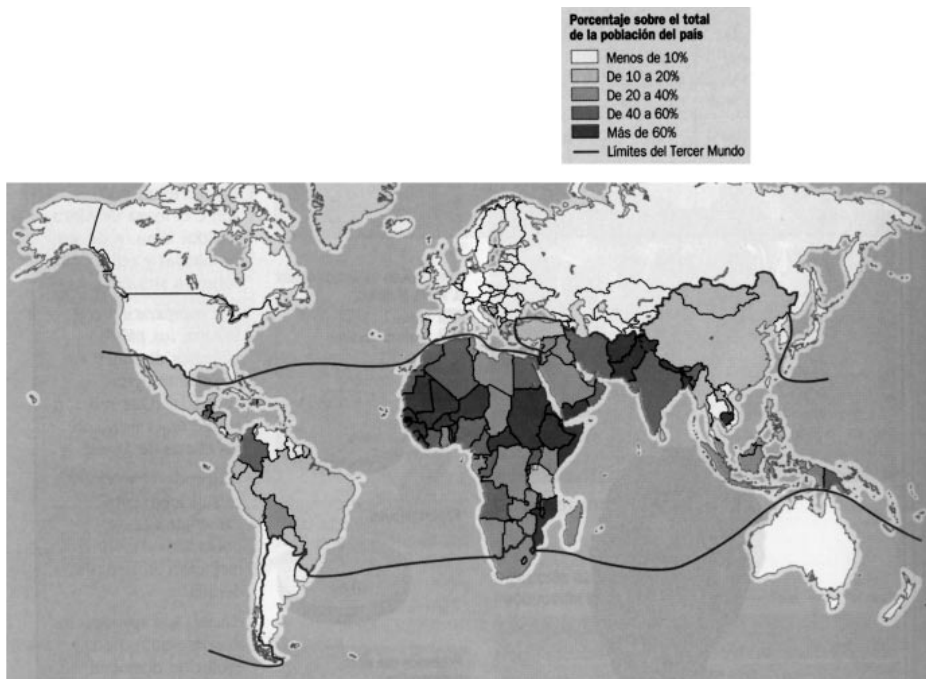 Porcentaje sobre el total
de la población del país
Menos de 10%
De 10 a 20%
De 20 a 40%
De 40 a 60%
Más de 60%
Límites del Tercer Mundo